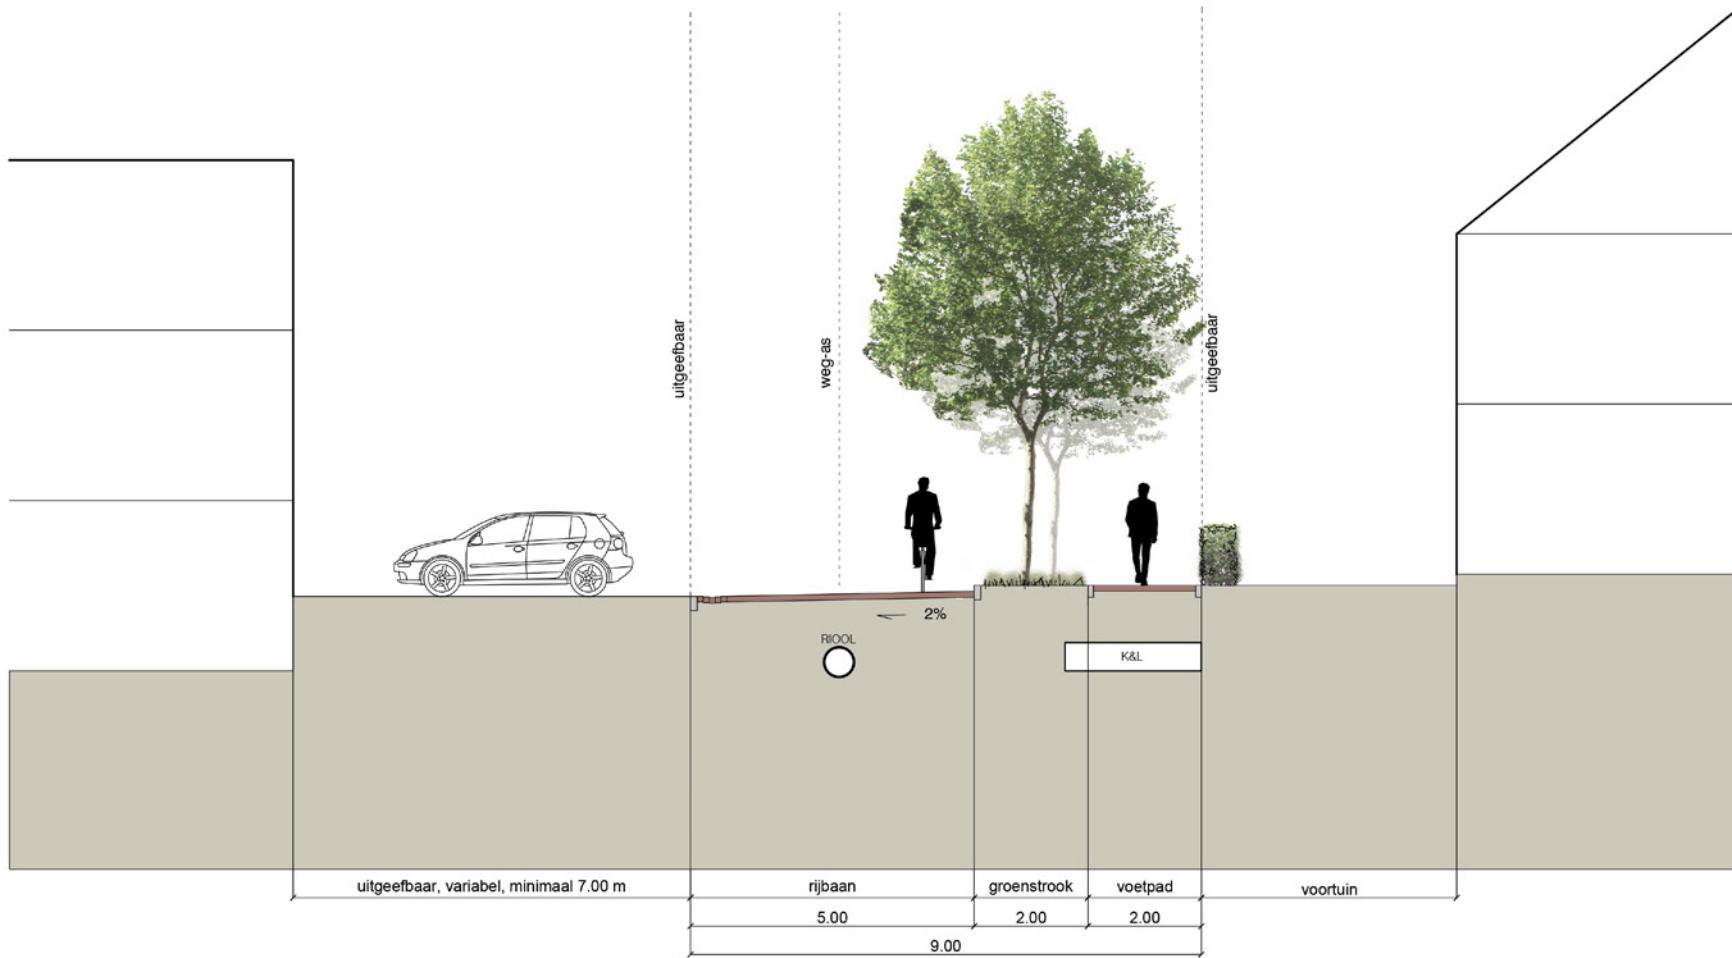 uitgeefbaar
weg-as
uitgeefbaar
2%
RIOOL
K&L
uitgeefbaar, variabel, minimaal 7.00 m
rijbaan
groenstrook
voetpad
voortuin
5.00
2.00
2.00
9.00